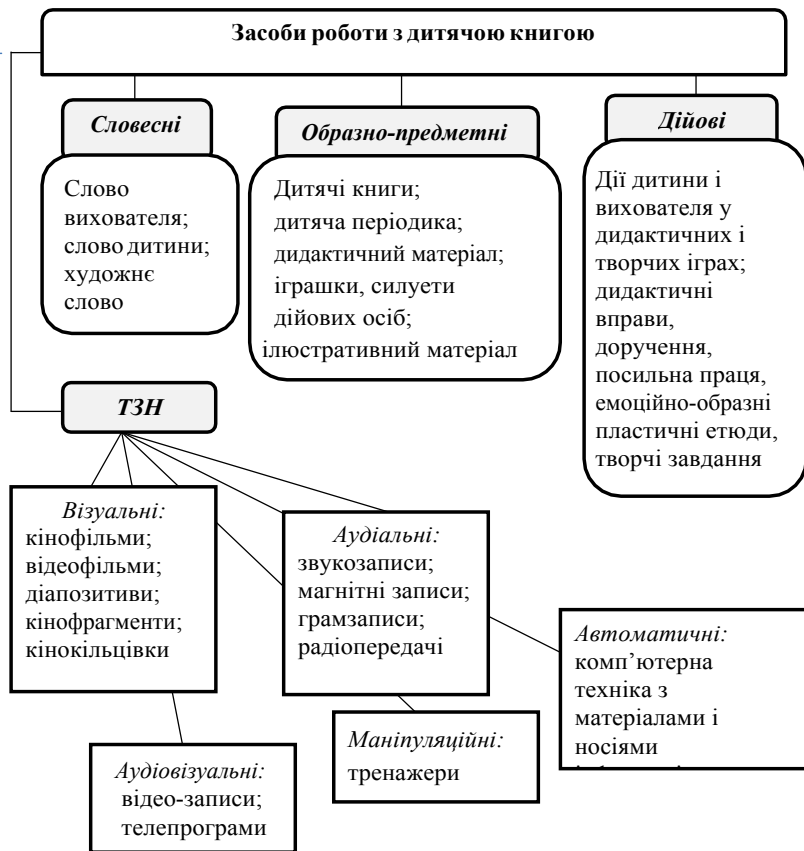 Засоби роботи з дитячою книгою
Словесні
Слово
вихователя;
слово дитини;
художнє
слово
Образно-предметні
Дитячі книги;
дитяча періодика;
дидактичний матеріал;
іграшки, силуети
дійових осіб;
ілюстративний матеріал
Дійові
Дії дитини і
вихователя у
дидактичних і
творчих іграх;
дидактичні
вправи,
доручення,
посильна праця,
емоційно-образні
пластичні етюди,
творчі завдання
ТЗН
Візуальні:
кінофільми;
відеофільми;
діапозитиви;
кінофрагменти;
кінокільцівки
Аудіальні:
звукозаписи;
магнітні записи;
грамзаписи;
радіопередачі
Автоматичні:
комп’ютерна
техніка з
матеріалами і
носіями
Аудіовізуальні:
відео-записи;
телепрограми
Маніпуляційні:
тренажери